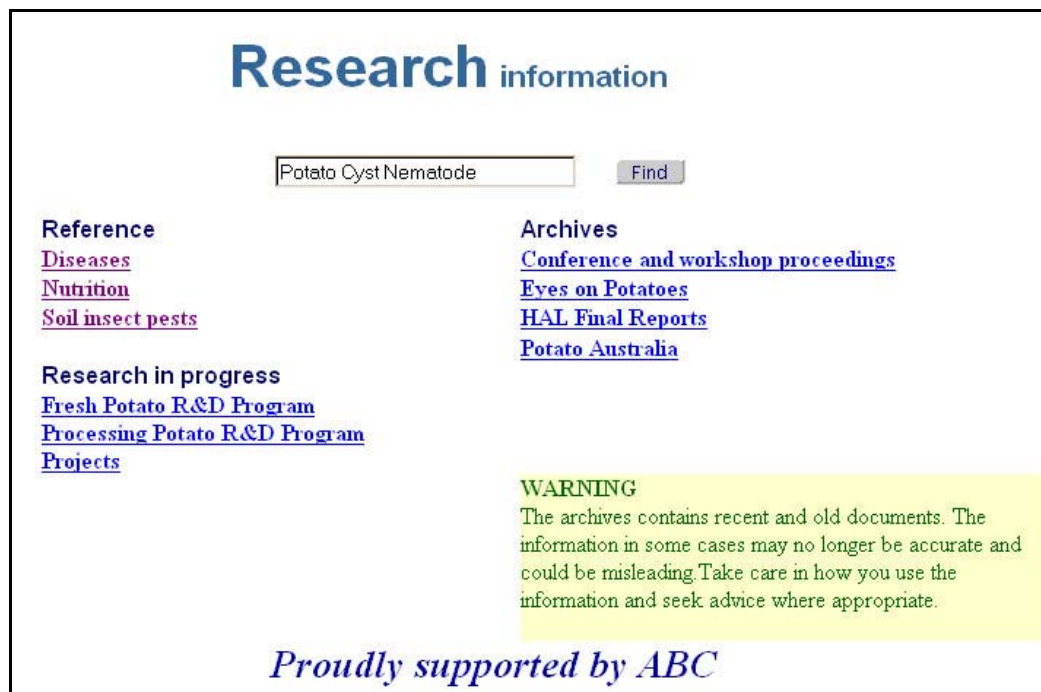 Research information
Potato Cyst Nematode
Find
Reference
Diseases
Nutrition
Soil insect pests
Research in progress
Fresh Potato R&D Program
Processing Potato R&D Program
Projects
Archives
Conference and workshop proceedings
Eyes on Potatoes
HAL Final Reports
Potato Australia
WARNING
The archives contains recent and old documents. The
information in some cases may no longer be accurate and
could be misleading.Take care in how you use the
information and seek advice where appropriate.
Proudly supported by ABC